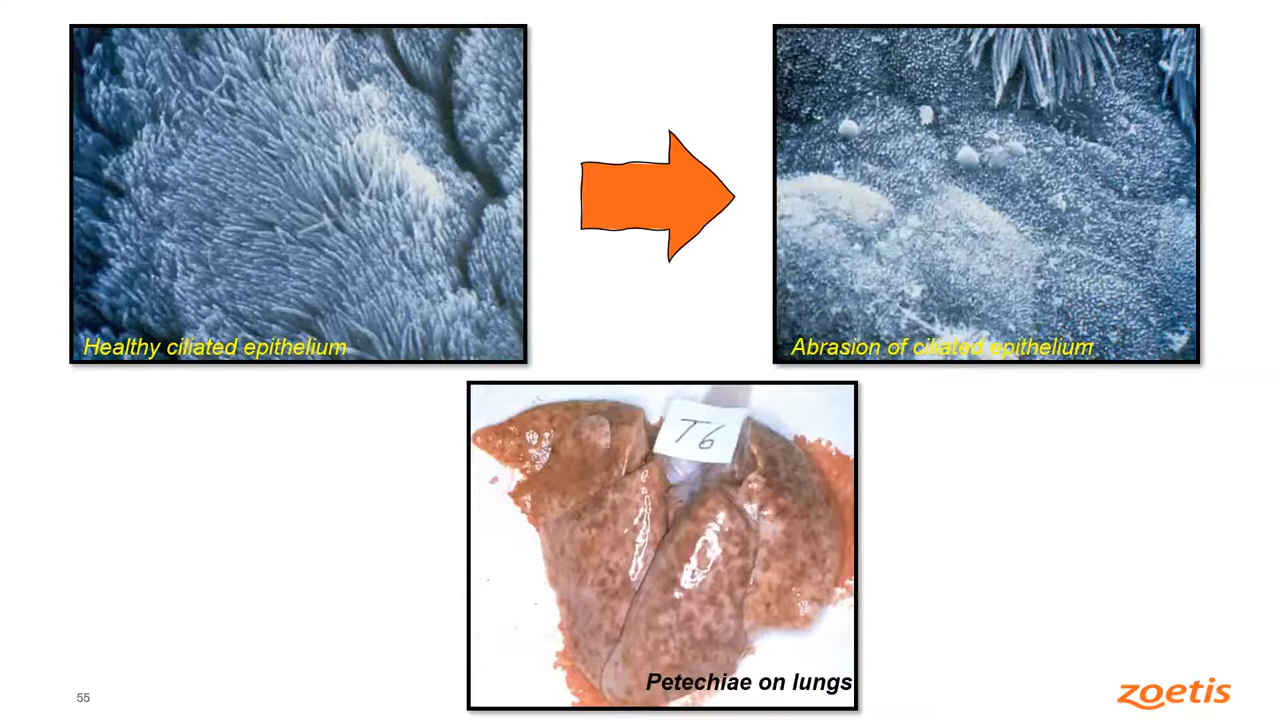 Healthy ciliated epithelium
Abrasion of ciliated epithelium
T6
Petechiae on lungs
55
zoetis